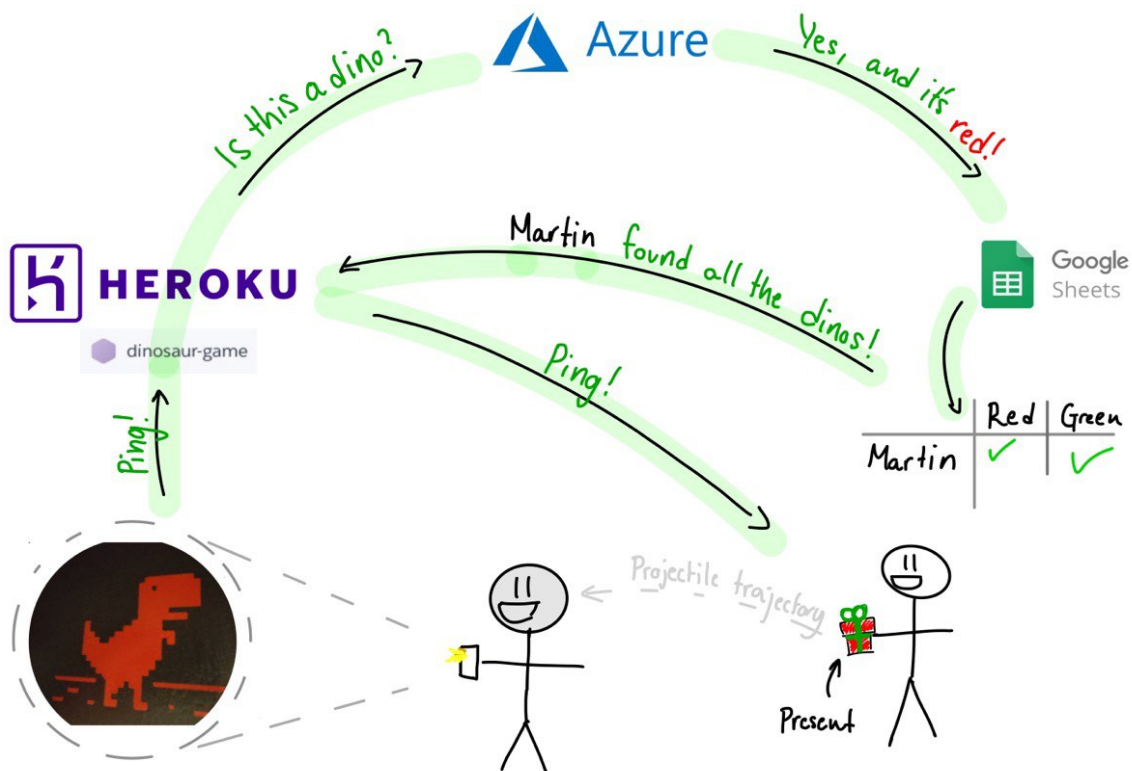 Azure
Is this a dino?
Yes, and it's red!
Martin found all the dinos!
HEROKU
Google
Sheets
dinosaur-game
Ping!
Ping!
Red Green
Martin
Projectile trajectory
Present